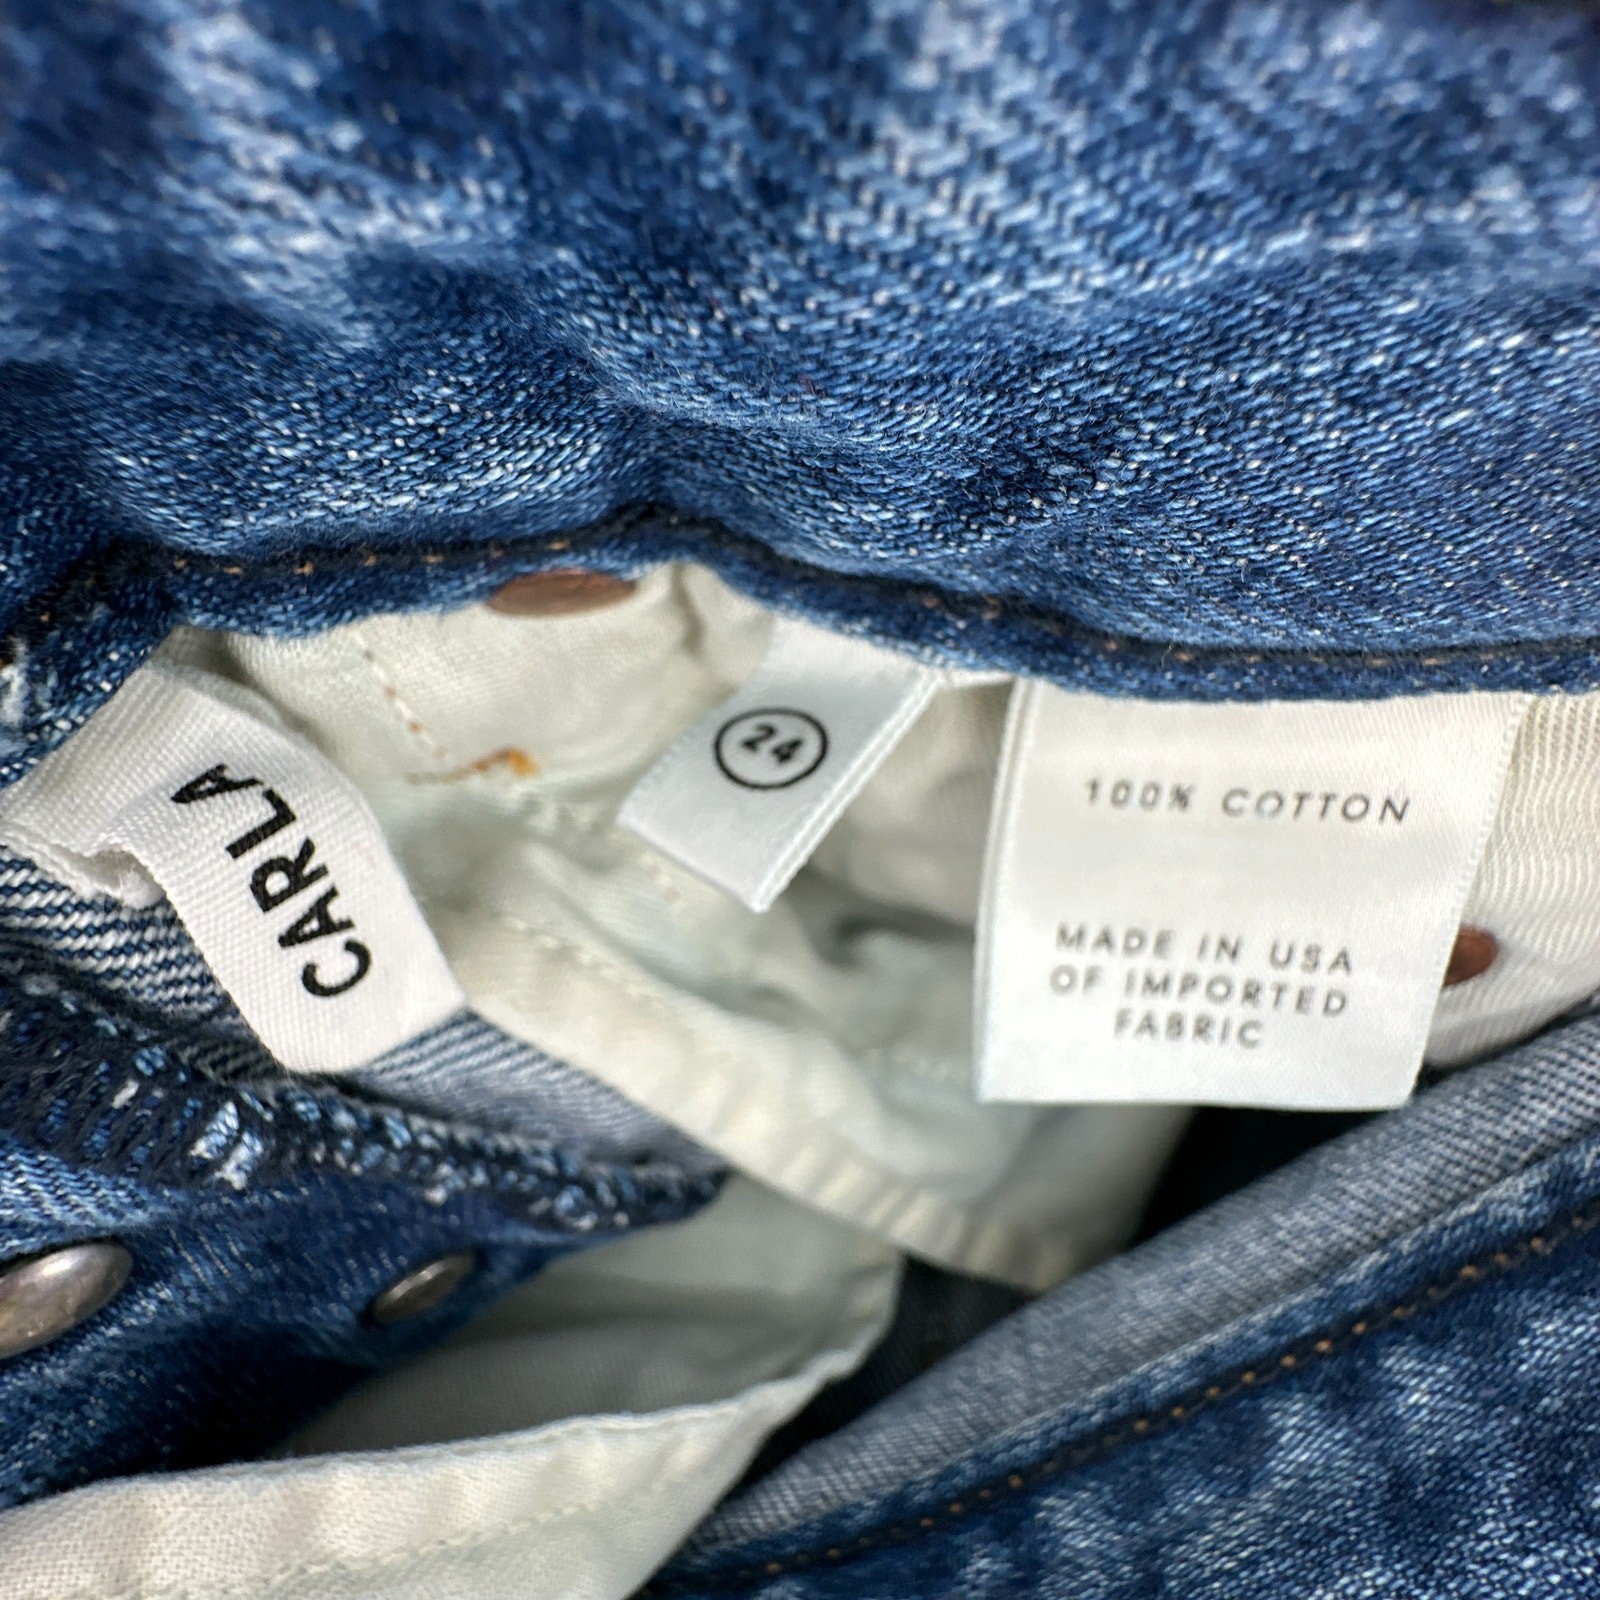 CARLA
24
100% COTTON
MADE IN USA
OF IMPORTED
FABRIC